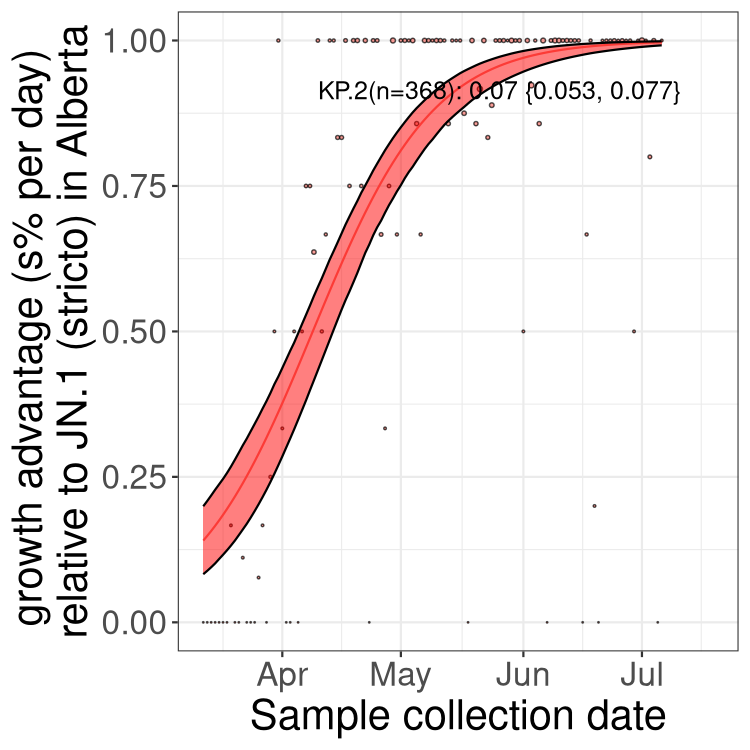 growth advantage (s% per day)
relative to JN.1 (stricto) in Alberta
1.00
0.75
0.50
0.25
0.00
KP.2(n=368): 0.07 {0.053, 0.077}
Apr May Jun Jul
Sample collection date